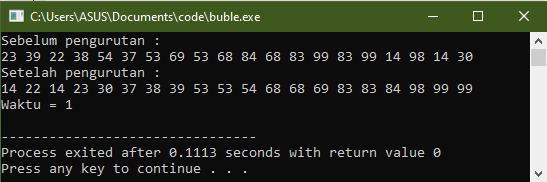 C:\Users\ASUS\Documents\code\buble.exe
Sebelum pengurutan :
23 39 22 38 54 37 53 69 53 68 84 68 83 99 83 99 14 98 14 30
Setelah pengurutan :
14 22 14 23 30 37 38 39 53 53 54 68 68 69 83 83 84 98 99 99
Waktu = 1
--------------------------------
Process exited after 0.1113 seconds with return value 0
Press any key to continue . . .